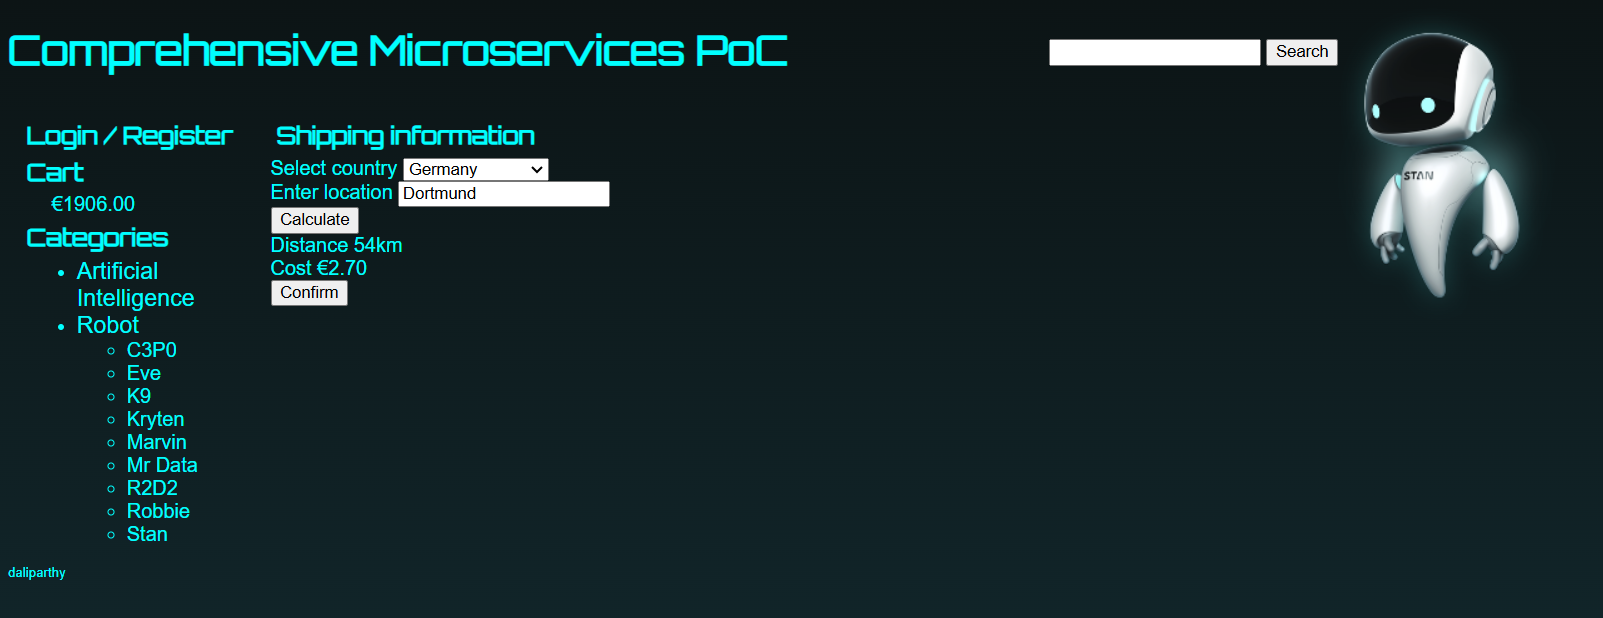 Comprehensive Microservices PoC
Search
Login / Register
Cart
€1906.00
Categories
Artificial
Intelligence
Robot
C3P0
Eve
K9
Kryten
Marvin
Mr Data
R2D2
Robbie
Stan
Shipping information
Select country Germany
Enter location Dortmund
Calculate
Distance 54km
Cost €2.70
Confirm
STAN
daliparthy